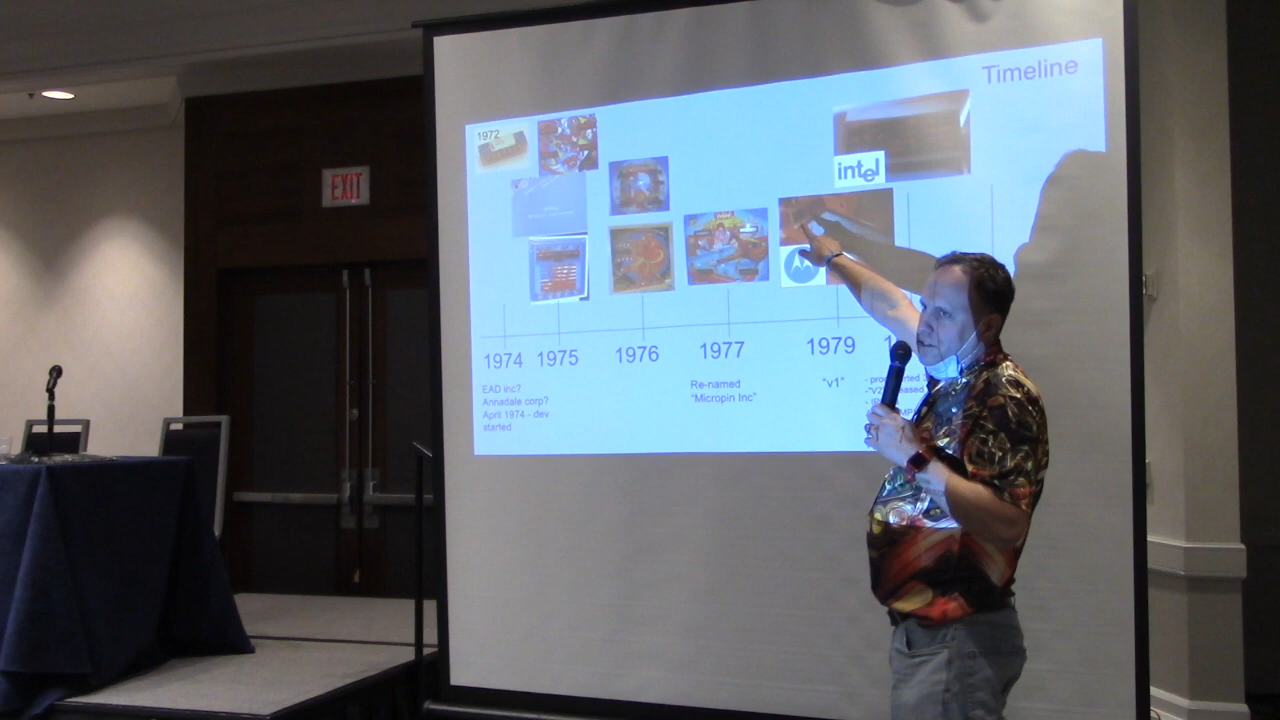 Timeline
1972
intel
EXIT
1974
1975
1976
1977
1979
EAD inc?
Annadale corp?
April 1974 - dev
started
Re-named
"Micropin Inc"
"v1"